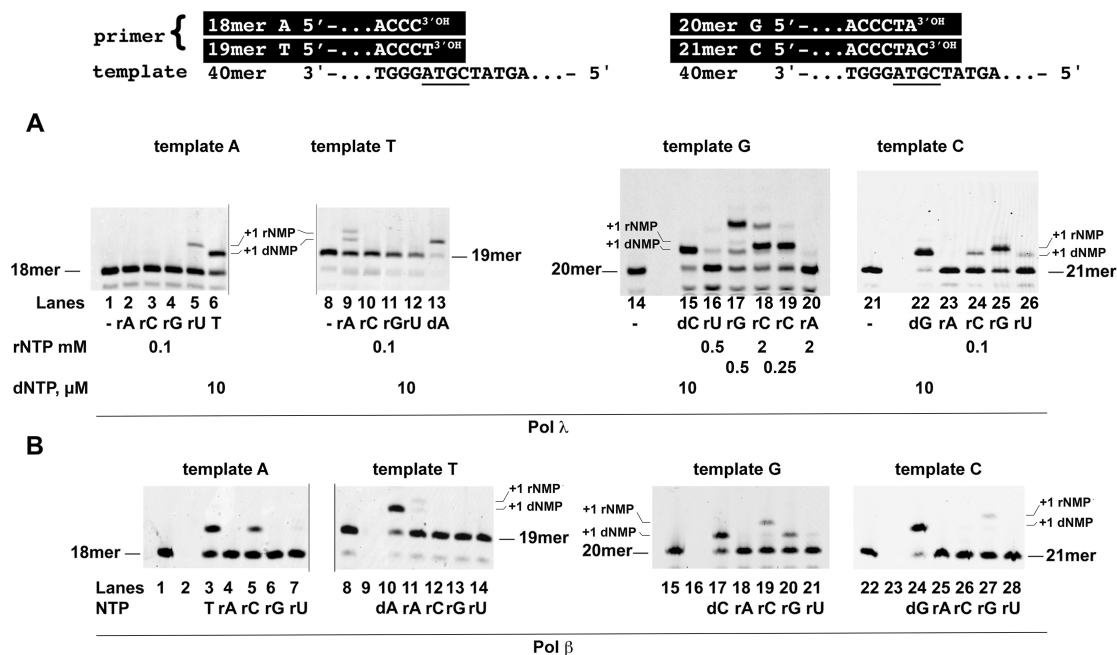 primer { 18mer A 5'-...ACCC3'OH 20mer G 5'-...ACCCTA3'OH
19mer T 5'-...ACCCT3'OH 21mer C 5'-...ACCCTAC3'OH
template 40mer 3'-...TGGGATGCTATGA...- 5' 40mer 3'-...TGGGATGCTATGA...- 5'
A
template A template T template G template C
+1 rNMP
+1 dNMP
+1 rNMP
+1 dNMP
+1 rNMP
+1 dNMP
18mer 19mer 20mer 21mer
Lanes 1 2 3 4 5 6 8 9 10 11 12 13 14 15 16 17 18 19 20 21 22 23 24 25 26
- rA rC rG rU T - rA rC rG rU dA - dC rU rG rC rC rA - dG rA rC rG rU
rNTP mM 0.1 0.1 0.5 2 2 0.1
0.5 0.25
dNTP, µM 10 10 10 10
Pol λ
B
template A template T template G template C
+1 rNMP
+1 dNMP
+1 rNMP
+1 dNMP
+1 rNMP
+1 dNMP
18mer 19mer 20mer 21mer
Lanes 1 2 3 4 5 6 7 8 9 10 11 12 13 14 15 16 17 18 19 20 21 22 23 24 25 26 27 28
NTP T rA rC rG rU dA rA rC rG rU dC rA rC rG rU dG rA rC rG rU
Pol β